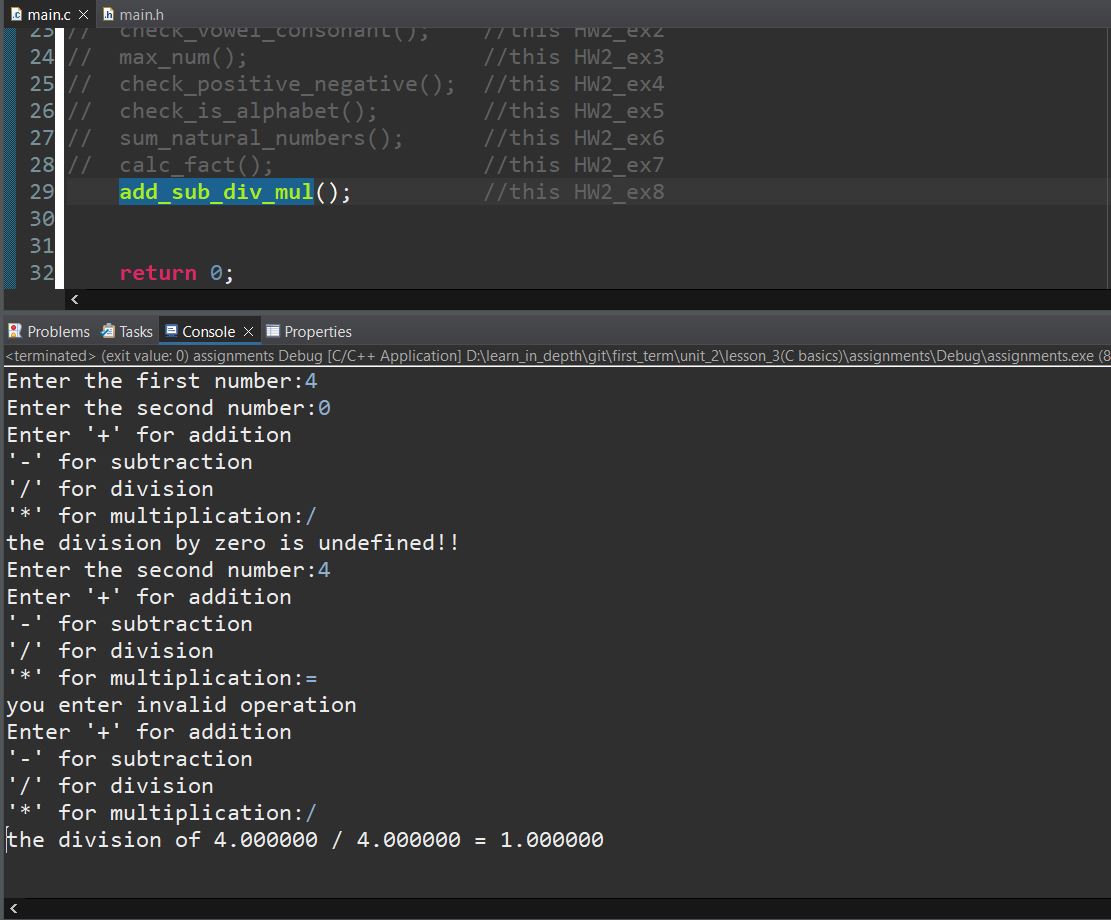 main.c
main.h
23 // check_vowel_consonant(); //this HW2_ex2
24 // max_num(); //this HW2_ex3
25 // check_positive_negative(); //this HW2_ex4
26 // check_is_alphabet(); //this HW2_ex5
27 // sum_natural_numbers(); //this HW2_ex6
28 // calc_fact(); //this HW2_ex7
29 add_sub_div_mul(); //this HW2_ex8
30
31
32 return 0;
Problems Tasks Console Properties
<terminated> (exit value: 0) assignments Debug [C/C++ Application] D:\learn_in_depth\git\first_term\unit_2\lesson_3(C basics)\assignments\Debug\assignments.exe (8
Enter the first number:4
Enter the second number:0
Enter '+' for addition
'-' for subtraction
'/' for division
'*' for multiplication:/
the division by zero is undefined!!
Enter the second number:4
Enter '+' for addition
'-' for subtraction
'/' for division
'*' for multiplication:=
you enter invalid operation
Enter '+' for addition
'-' for subtraction
'/' for division
'*' for multiplication:/
the division of 4.000000 / 4.000000 = 1.000000